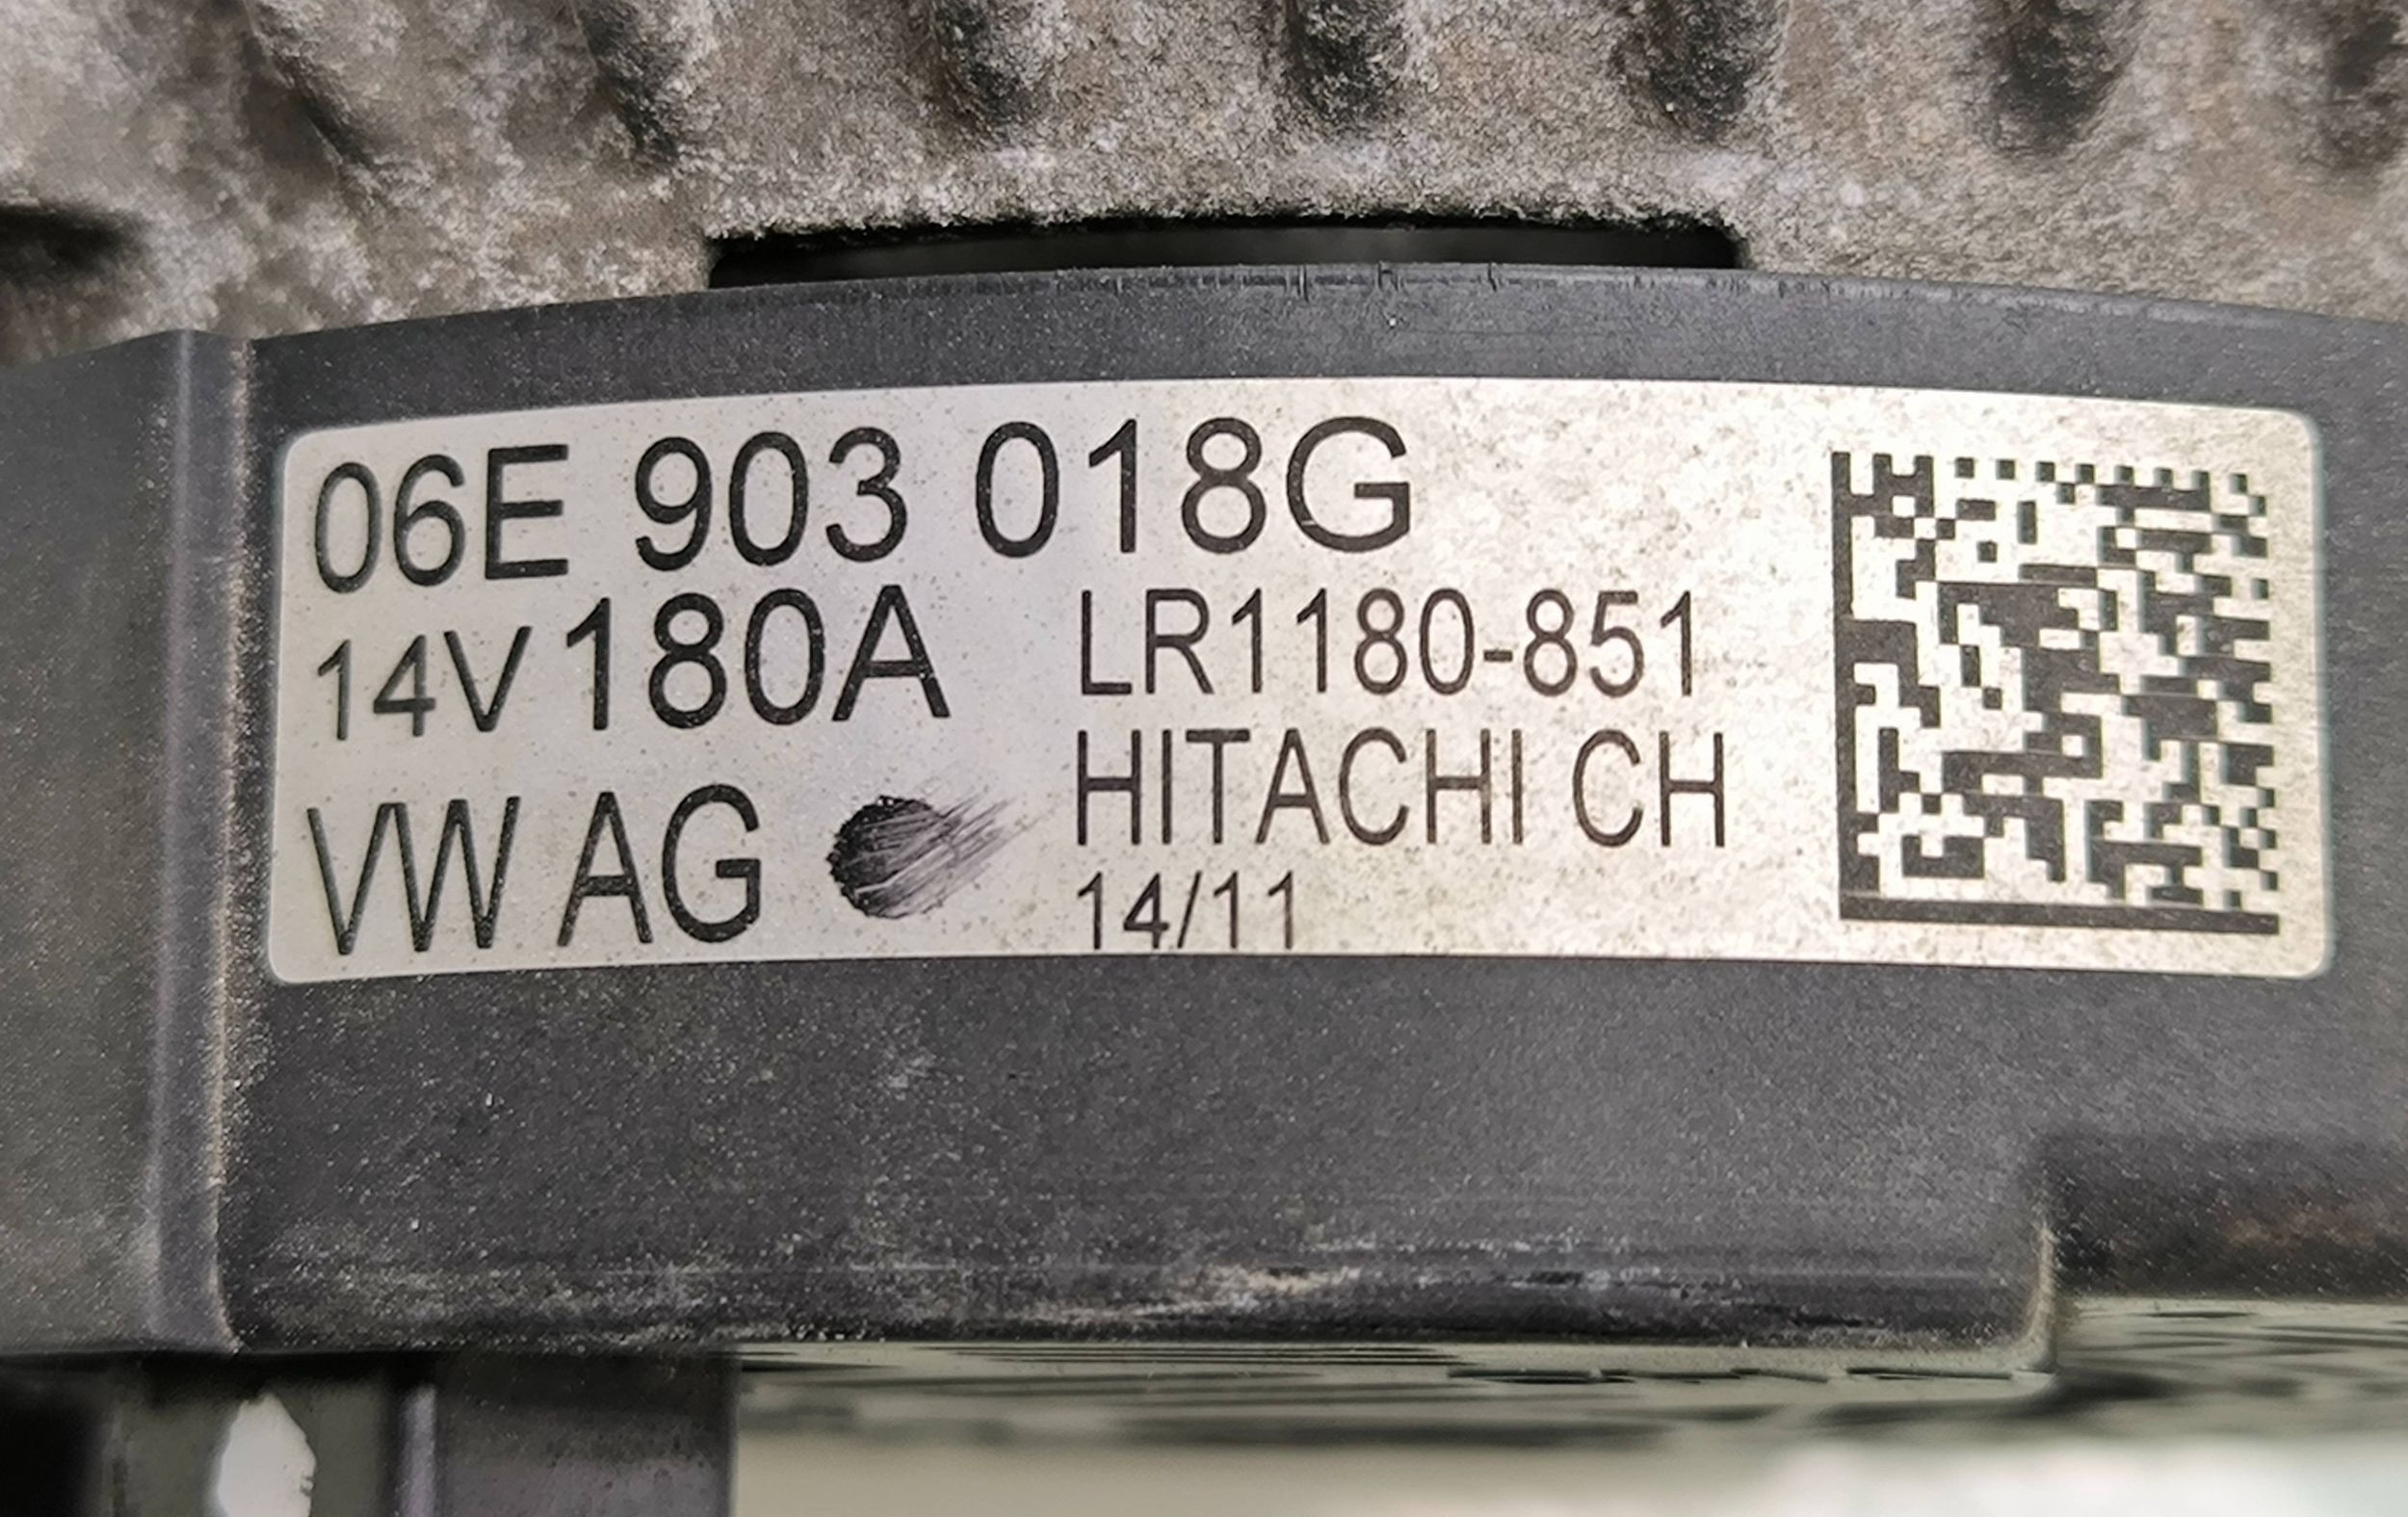 06E 903 018G
14V 180A LR1180-851
VW AG HITACHI CH
14/11